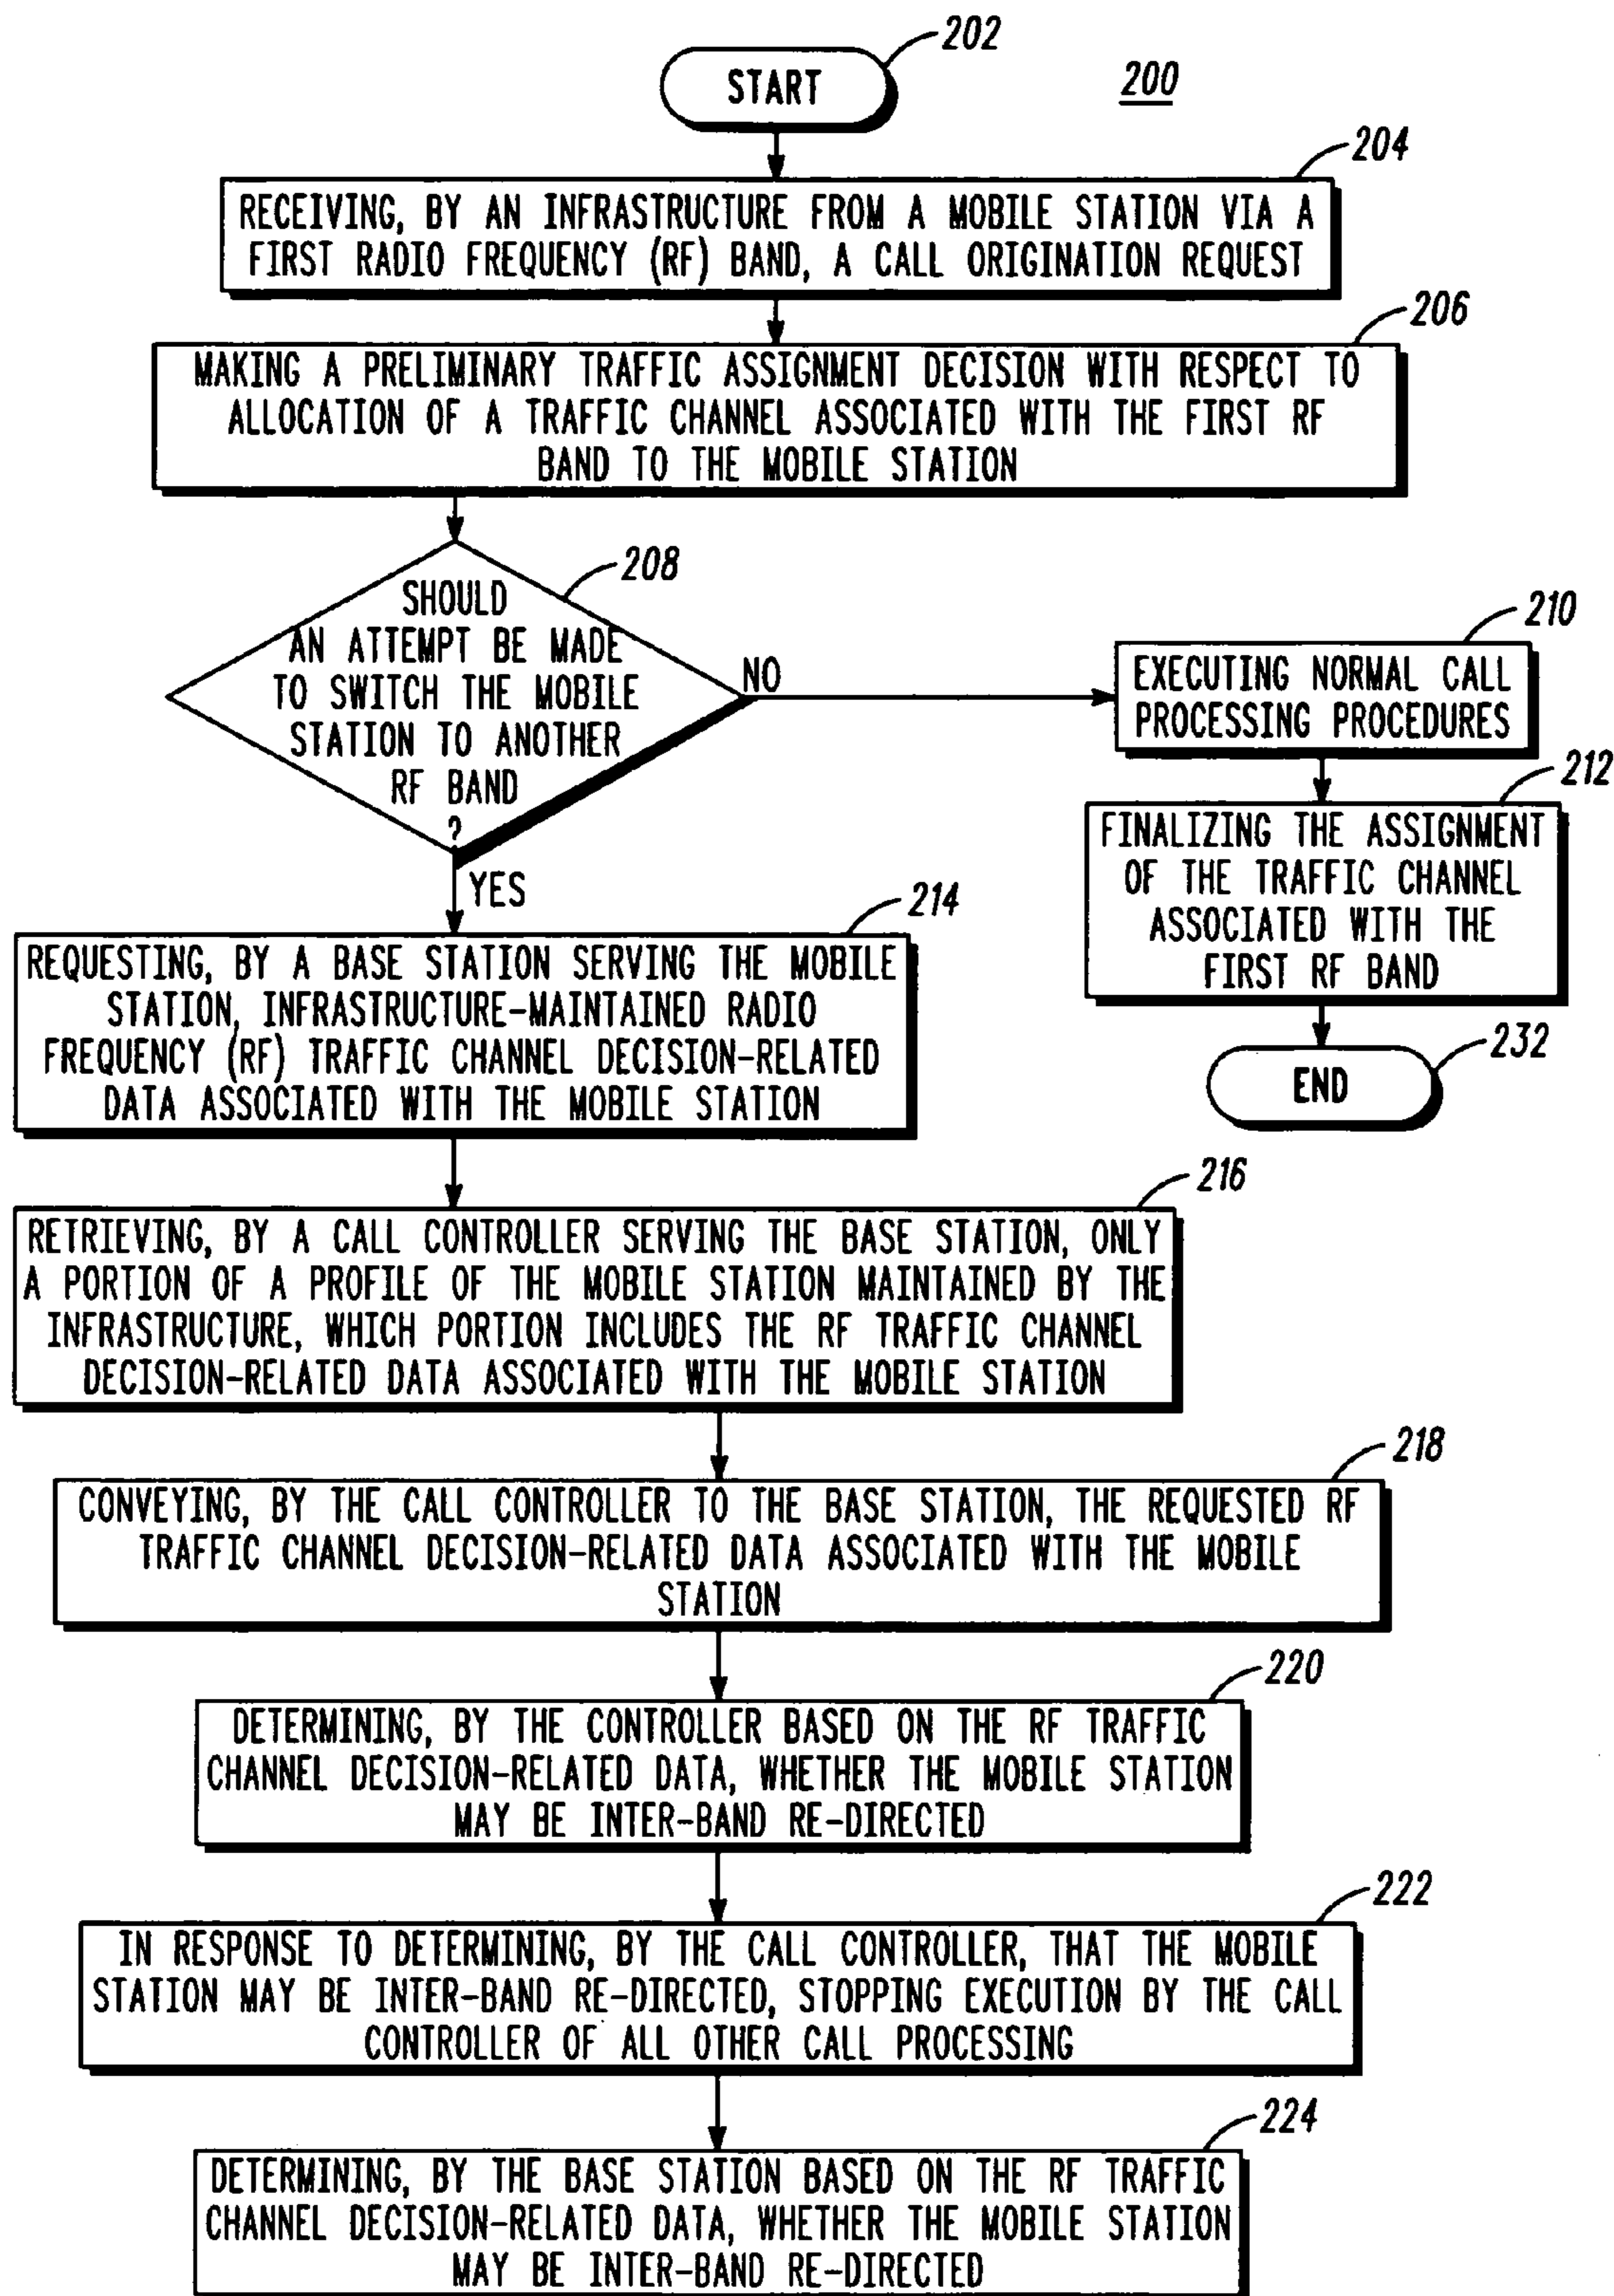 202
START
200
204
RECEIVING, BY AN INFRASTRUCTURE FROM A MOBILE STATION VIA A
FIRST RADIO FREQUENCY (RF) BAND, A CALL ORIGINATION REQUEST
206
MAKING A PRELIMINARY TRAFFIC ASSIGNMENT DECISION WITH RESPECT TO
ALLOCATION OF A TRAFFIC CHANNEL ASSOCIATED WITH THE FIRST RF
BAND TO THE MOBILE STATION
208
SHOULD
AN ATTEMPT BE MADE
TO SWITCH THE MOBILE
STATION TO ANOTHER
RF BAND
?
NO
YES
210
EXECUTING NORMAL CALL
PROCESSING PROCEDURES
212
FINALIZING THE ASSIGNMENT
OF THE TRAFFIC CHANNEL
ASSOCIATED WITH THE
FIRST RF BAND
232
END
214
REQUESTING, BY A BASE STATION SERVING THE MOBILE
STATION, INFRASTRUCTURE-MAINTAINED RADIO
FREQUENCY (RF) TRAFFIC CHANNEL DECISION-RELATED
DATA ASSOCIATED WITH THE MOBILE STATION
216
RETRIEVING, BY A CALL CONTROLLER SERVING THE BASE STATION, ONLY
A PORTION OF A PROFILE OF THE MOBILE STATION MAINTAINED BY THE
INFRASTRUCTURE, WHICH PORTION INCLUDES THE RF TRAFFIC CHANNEL
DECISION-RELATED DATA ASSOCIATED WITH THE MOBILE STATION
218
CONVEYING, BY THE CALL CONTROLLER TO THE BASE STATION, THE REQUESTED RF
TRAFFIC CHANNEL DECISION-RELATED DATA ASSOCIATED WITH THE MOBILE
STATION
220
DETERMINING, BY THE CONTROLLER BASED ON THE RF TRAFFIC
CHANNEL DECISION-RELATED DATA, WHETHER THE MOBILE STATION
MAY BE INTER-BAND RE-DIRECTED
222
IN RESPONSE TO DETERMINING, BY THE CALL CONTROLLER, THAT THE MOBILE
STATION MAY BE INTER-BAND RE-DIRECTED, STOPPING EXECUTION BY THE CALL
CONTROLLER OF ALL OTHER CALL PROCESSING
224
DETERMINING, BY THE BASE STATION BASED ON THE RF TRAFFIC
CHANNEL DECISION-RELATED DATA, WHETHER THE MOBILE STATION
MAY BE INTER-BAND RE-DIRECTED